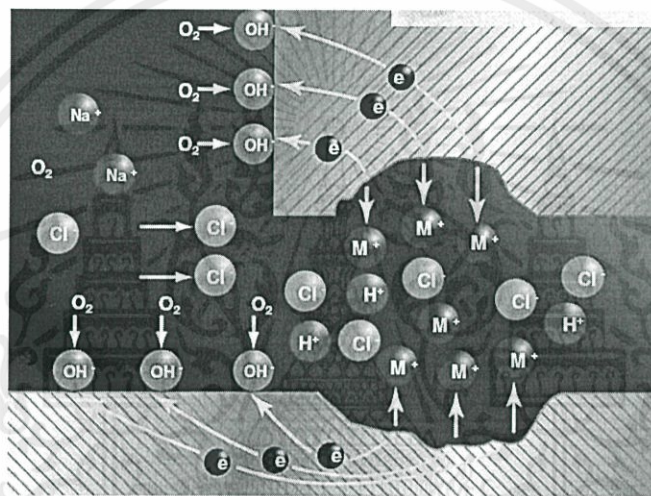 O₂ OH⁻
e
O₂ OH⁻ e
Na⁺
O₂ OH⁻ e
O₂
Na⁺
Cl⁻ Cl⁻ M⁺ M⁺ M⁺
Cl⁻ Cl⁻ H⁺ Cl⁻ Cl⁻ Cl⁻
O₂ O₂ O₂
M⁺ H⁺
H⁺ Cl⁻
OH⁻ OH⁻ OH⁻ M⁺ M⁺ M⁺
e e e